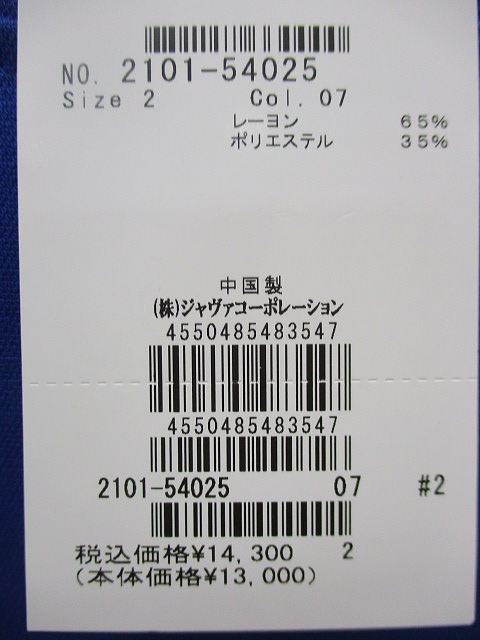 NO. 2101-54025
Size 2 Col. 07
レーヨン 65%
ポリエステル 35%
中国製
(株)ジャヴァコーポレーション
4550485483547
4550485483547
2101-54025 07 #2
税込価格¥14,300 2
(本体価格¥13,000)